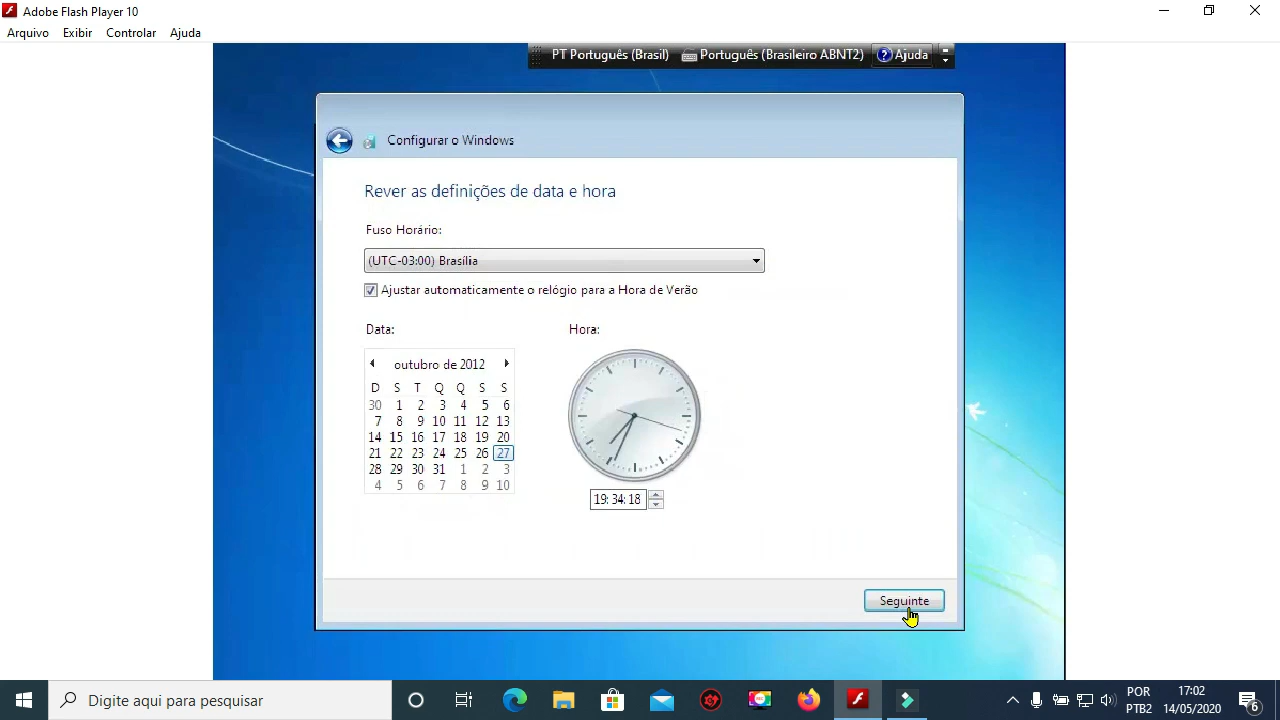 Adobe Flash Player 10
Arquivo Exibir Controlar Ajuda
PT Português (Brasil) Português (Brasileiro ABNT2) ? Ajuda
Configurar o Windows
Rever as definições de data e hora
Fuso Horário:
(UTC-03:00) Brasília
Ajustar automaticamente o relógio para a Hora de Verão
Data: Hora:
outubro de 2012
D S T Q Q S S
30 1 2 3 4 5 6
7 8 9 10 11 12 13
14 15 16 17 18 19 20
21 22 23 24 25 26 27
28 29 30 31 1 2 3
4 5 6 7 8 9 10
19:34:18
Seguinte
Digite aqui para pesquisar
POR
PTB2
17:02
14/05/2020
6